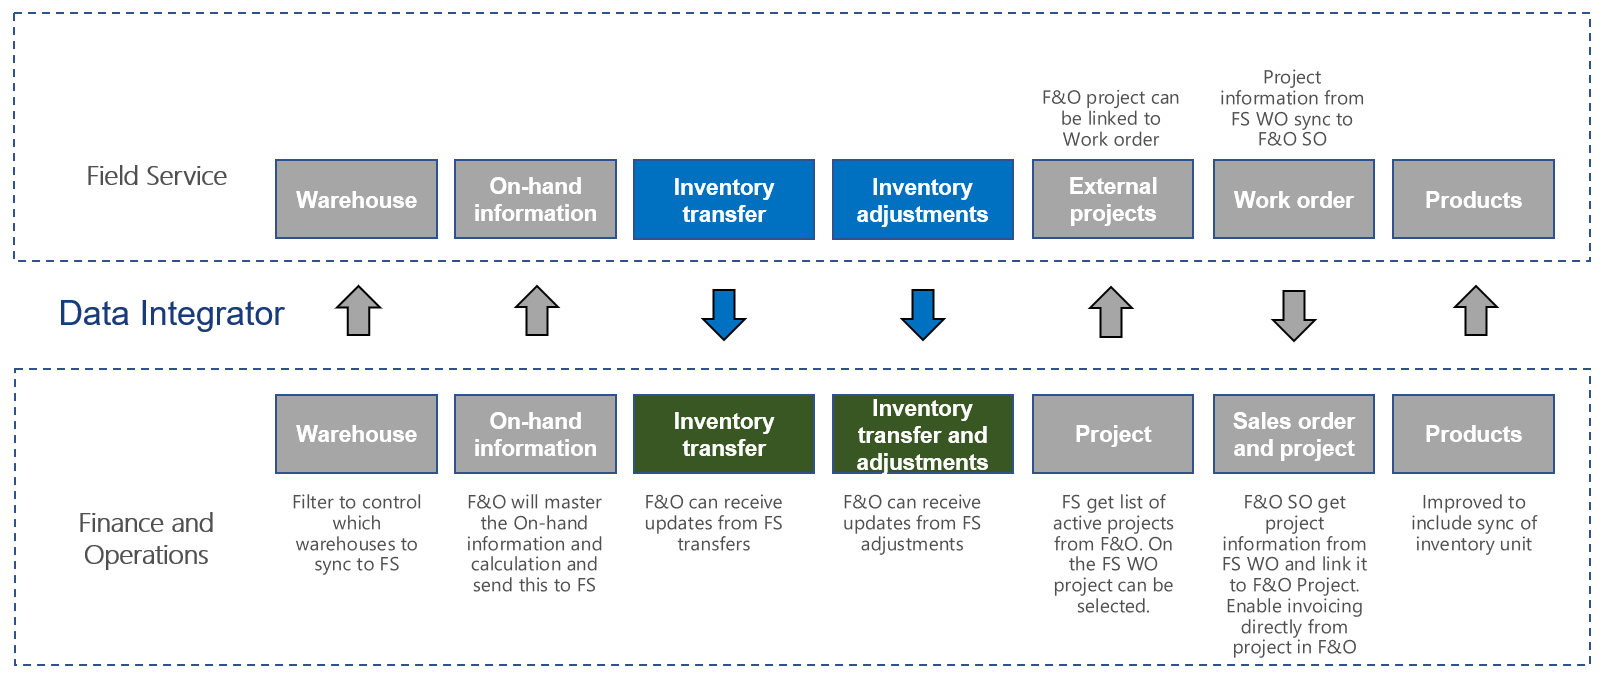 F&O project can
be linked to
Work order
Project
information from
FS WO sync to
F&O SO
Field Service
Warehouse
On-hand
information
Inventory
transfer
Inventory
adjustments
External
projects
Work order
Products
Data Integrator
Finance and
Operations
Warehouse
On-hand
information
Inventory
transfer
Inventory
transfer and
adjustments
Project
Sales order
and project
Products
Filter to control
which
warehouses to
sync to FS
F&O will master
the On-hand
information and
calculation and
send this to FS
F&O can receive
updates from FS
transfers
F&O can receive
updates from FS
adjustments
FS get list of
active projects
from F&O. On
the FS WO
project can be
selected.
F&O SO get
project
information from
FS WO and link it
to F&O Project.
Enable invoicing
directly from
project in F&O
Improved to
include sync of
inventory unit